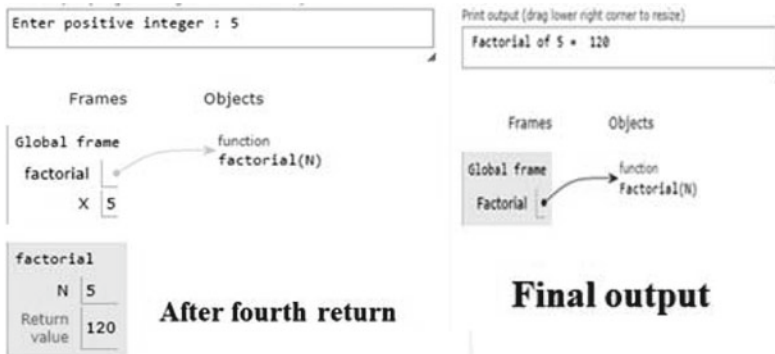 Enter positive integer : 5
Frames Objects
Global frame
factorial
X 5
function
factorial(N)
factorial
N 5
Return
value 120
After fourth return
Print output (drag lower right corner to resize)
Factorial of 5 = 120
Frames Objects
Global frame
Factorial
function
Factorial(N)
Final output